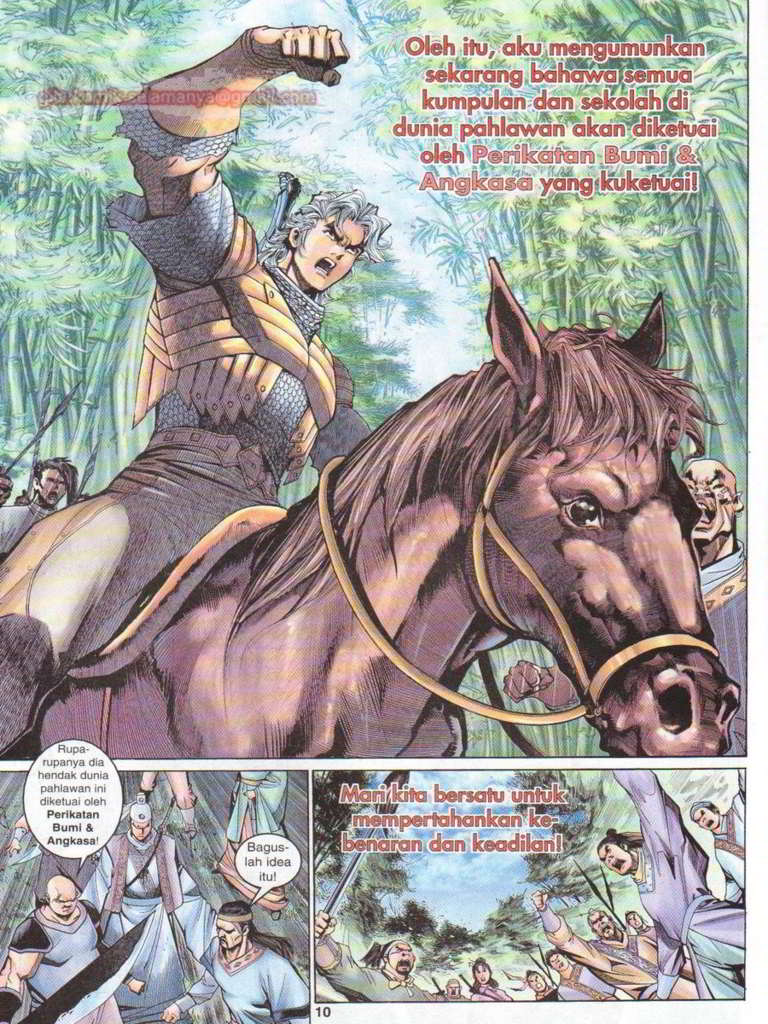 Oleh itu, aku mengumunkan
sekarang bahawa semua
kumpulan dan sekolah di
dunia pahlawan akan diketuai
oleh Perikatan Bumi &
Angkasa yang kuketuai!
Rupa-
rupanya dia
hendak dunia
pahlawan ini
diketuai oleh
Perikatan
Bumi &
Angkasa!
Bagus-
lah idea
itu!
Mari kita bersatu untuk
mempertahankan ke-
benaran dan keadilan!
10